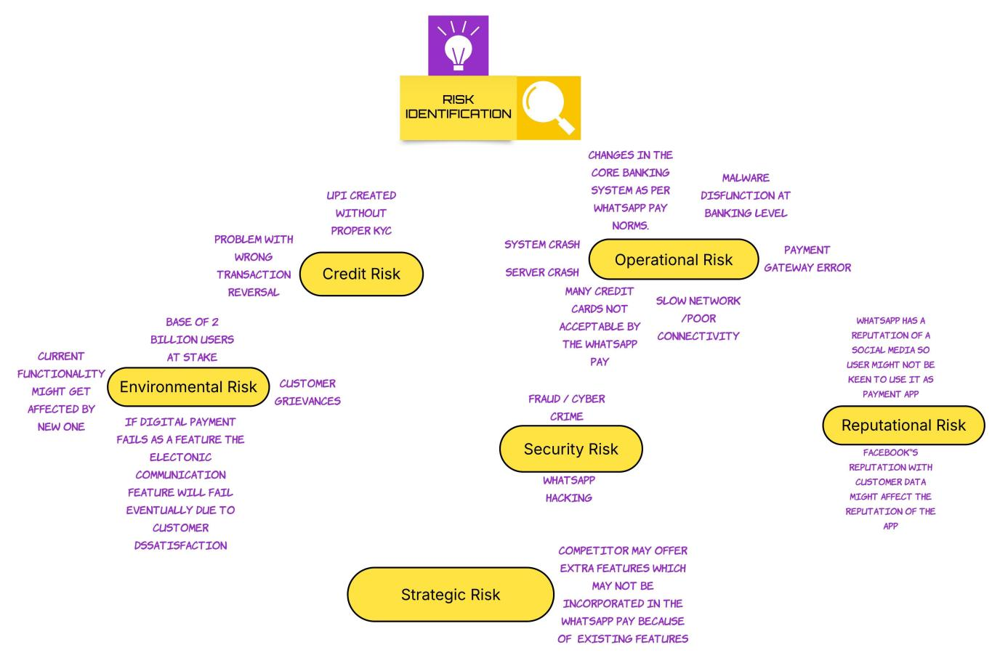 RISK
IDENTIFICATION
UPI CREATED
WITHOUT
PROPER KYC
PROBLEM WITH
WRONG
TRANSACTION
REVERSAL
Credit Risk
CHANGES IN THE
CORE BANKING
SYSTEM AS PER
WHATSAPP PAY
NORMS.
MALWARE
DISFUNCTION AT
BANKING LEVEL
SYSTEM CRASH
SERVER CRASH
Operational Risk
PAYMENT
GATEWAY ERROR
MANY CREDIT
CARDS NOT
ACCEPTABLE BY
THE WHATSAPP
PAY
SLOW NETWORK
/POOR
CONNECTIVITY
BASE OF 2
BILLION USERS
AT STAKE
CURRENT
FUNCTIONALITY
MIGHT GET
AFFECTED BY
NEW ONE
Environmental Risk
CUSTOMER
GRIEVANCES
IF DIGITAL PAYMENT
FAILS AS A FEATURE THE
ELECTONIC
COMMUNICATION
FEATURE WILL FAIL
EVENTUALLY DUE TO
CUSTOMER
DSSATISFACTION
FRAUD / CYBER
CRIME
Security Risk
WHATSAPP
HACKING
WHATSAPP HAS A
REPUTATION OF A
SOCIAL MEDIA SO
USER MIGHT NOT BE
KEEN TO USE IT AS
PAYMENT APP
Reputational Risk
FACEBOOK"S
REPUTATION WITH
CUSTOMER DATA
MIGHT AFFECT THE
REPUTATION OF THE
APP
Strategic Risk
COMPETITOR MAY OFFER
EXTRA FEATURES WHICH
MAY NOT BE
INCORPORATED IN THE
WHATSAPP PAY BECAUSE
OF EXISTING FEATURES